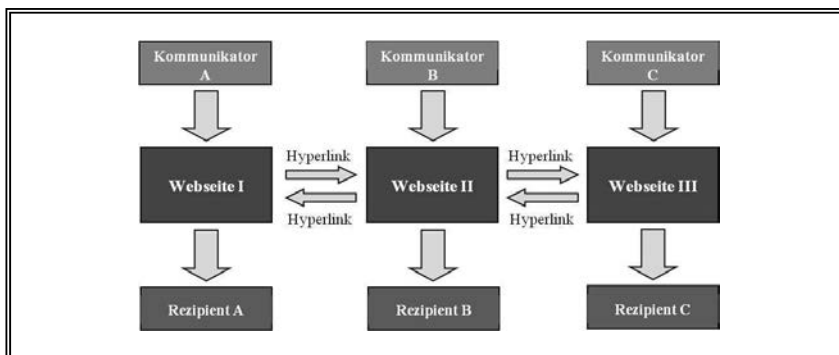 Kommunikator
A
Kommunikator
B
Kommunikator
C
Hyperlink
Hyperlink
Webseite I
Webseite II
Webseite III
Hyperlink
Hyperlink
Rezipient A
Rezipient B
Rezipient C